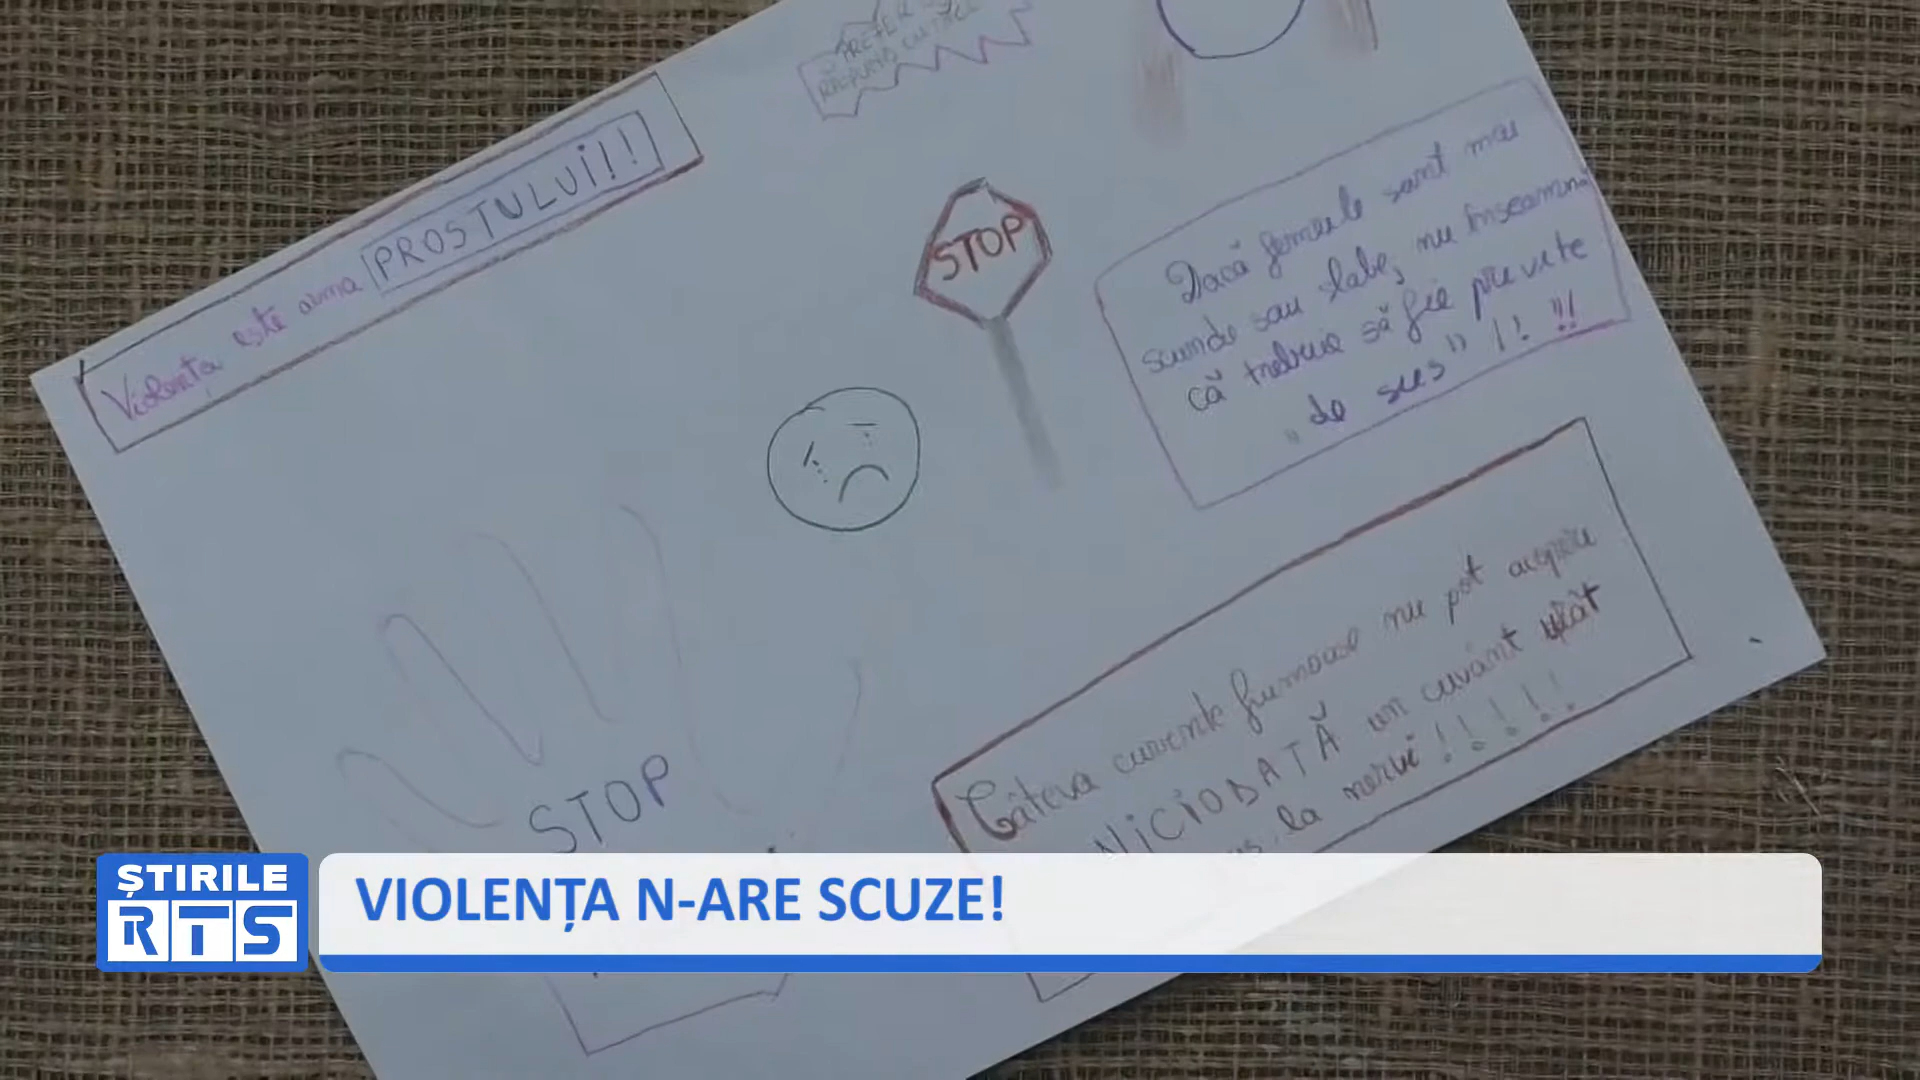 Violența este arma PROSTULUI!!
STOP
Dacă femeile sant mai
scunde sau slabe, nu înseamnă
că trebuie să fie privite
„de sus" !! !!
Câteva cuvinte frumoase nu pot acoperi
NICIODATĂ un cuvânt urât
la nervi !!!!!
STOP
ȘTIRILE
RTS
VIOLENȚA N-ARE SCUZE!